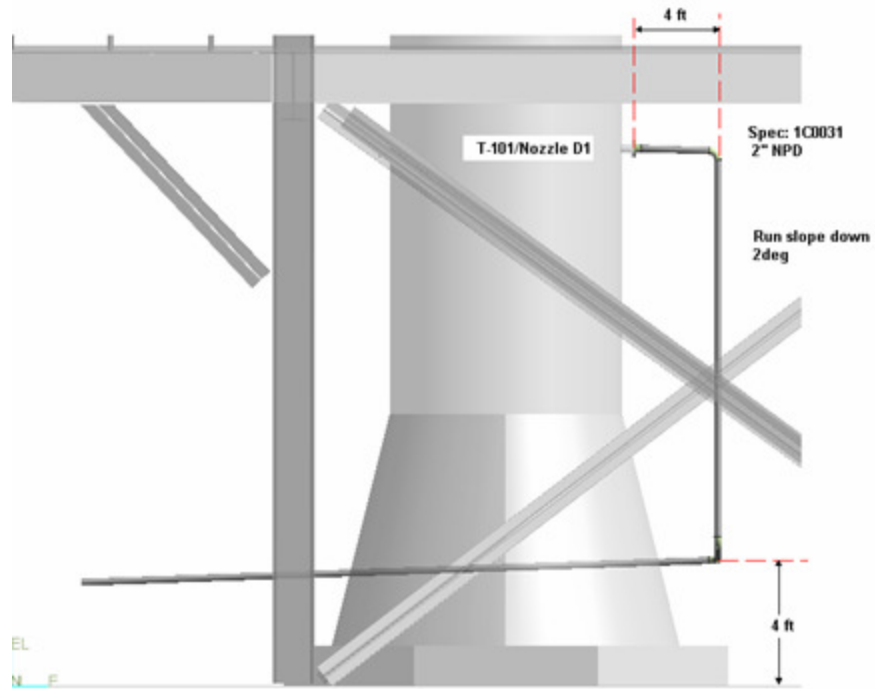 4 ft
Spec: 1C0031
2" NPD
T-101/Nozzle D1
Run slope down
2deg
4 ft
EL
N E